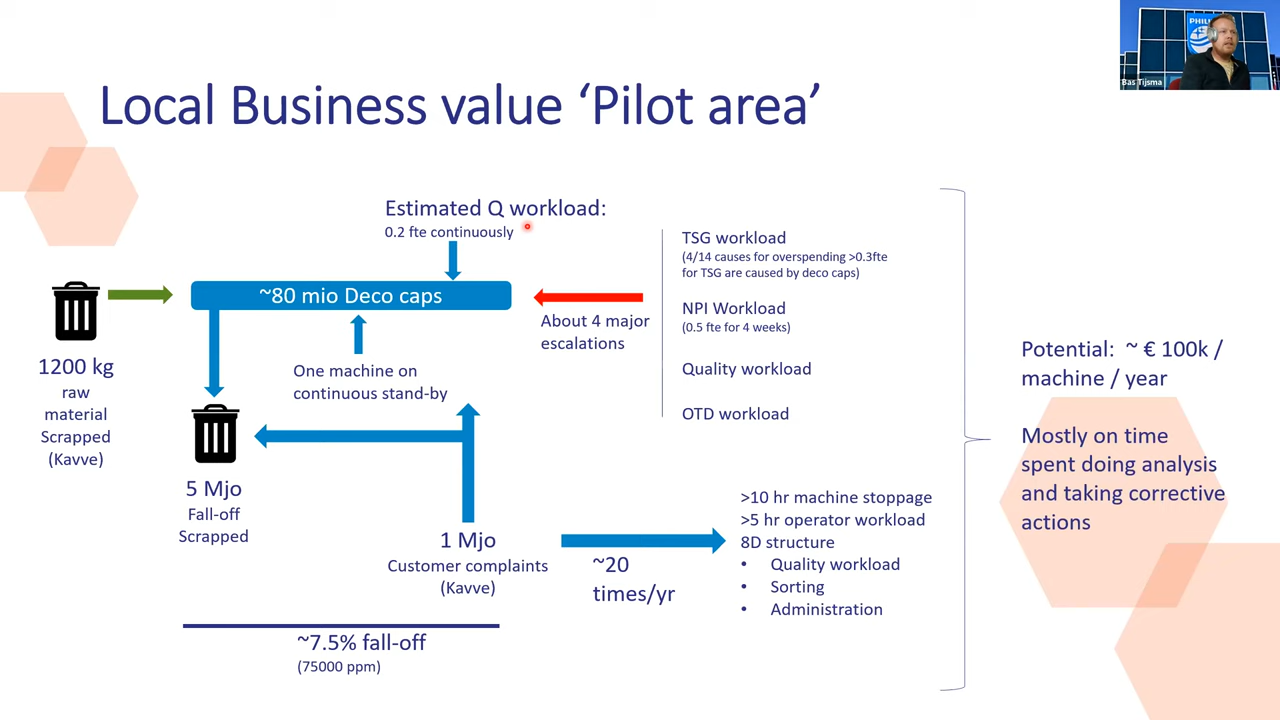 PHILI
Bas Tijsma
Local Business value ‘Pilot area’
Estimated Q workload:
0.2 fte continuously
~80 mio Deco caps
1200 kg
raw
material
Scrapped
(Kavve)
One machine on
continuous stand-by
About 4 major
escalations
TSG workload
(4/14 causes for overspending >0.3fte
for TSG are caused by deco caps)
NPI Workload
(0.5 fte for 4 weeks)
Quality workload
OTD workload
5 Mjo
Fall-off
Scrapped
1 Mjo
Customer complaints
(Kavve)
~20
times/yr
>10 hr machine stoppage
>5 hr operator workload
8D structure
• Quality workload
• Sorting
• Administration
~7.5% fall-off
(75000 ppm)
Potential: ~ € 100k /
machine / year
Mostly on time
spent doing analysis
and taking corrective
actions